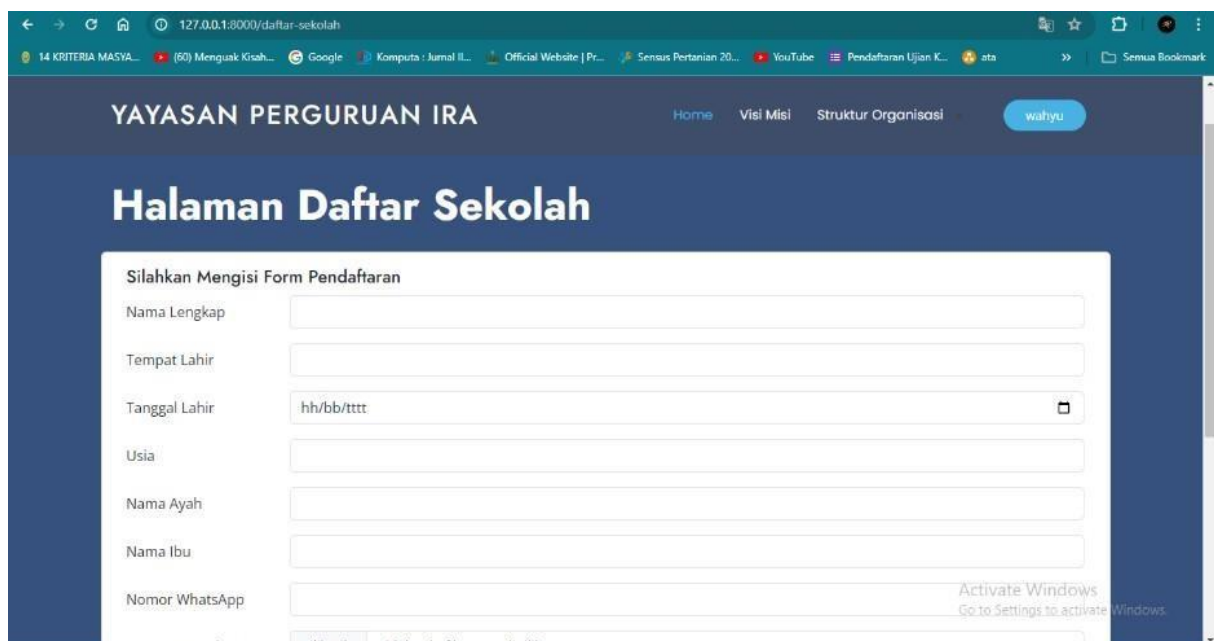 127.0.0.1:8000/daftar-sekolah
14 KRITERIA MASYA... (60) Menguak Kisah... Google Komputa : Jurnal Il... Official Website | Pr... Sensus Pertanian 20... YouTube Pendaftaran Ujian K... ata » Semua Bookmark
YAYASAN PERGURUAN IRA Home Visi Misi Struktur Organisasi wahyu
Halaman Daftar Sekolah
Silahkan Mengisi Form Pendaftaran
Nama Lengkap
Tempat Lahir
Tanggal Lahir hh/bb/tttt
Usia
Nama Ayah
Nama Ibu
Nomor WhatsApp
Activate Windows
Go to Settings to activate Windows.